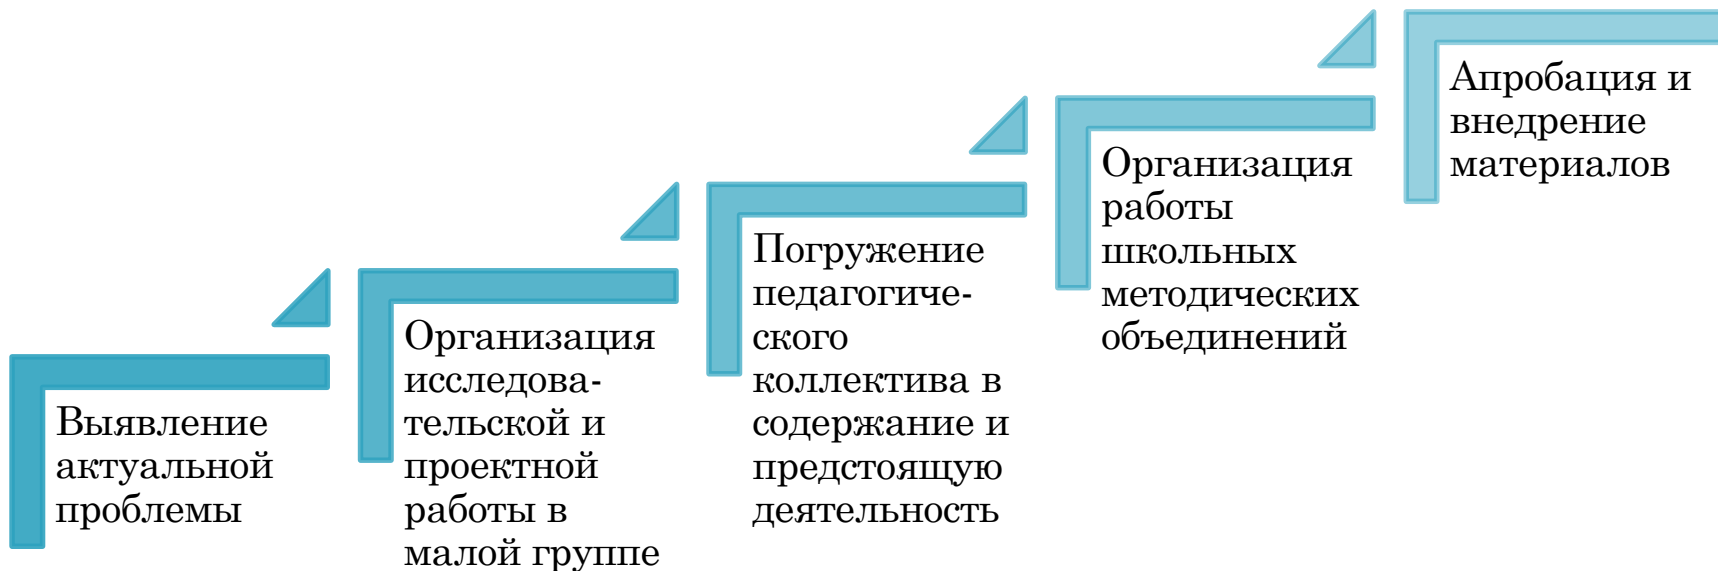 Выявление
актуальной
проблемы
Организация
исследова-
тельской и
проектной
работы в
малой группе
Погружение
педагогиче-
ского
коллектива в
содержание и
предстоящую
деятельность
Организация
работы
школьных
методических
объединений
Апробация и
внедрение
материалов